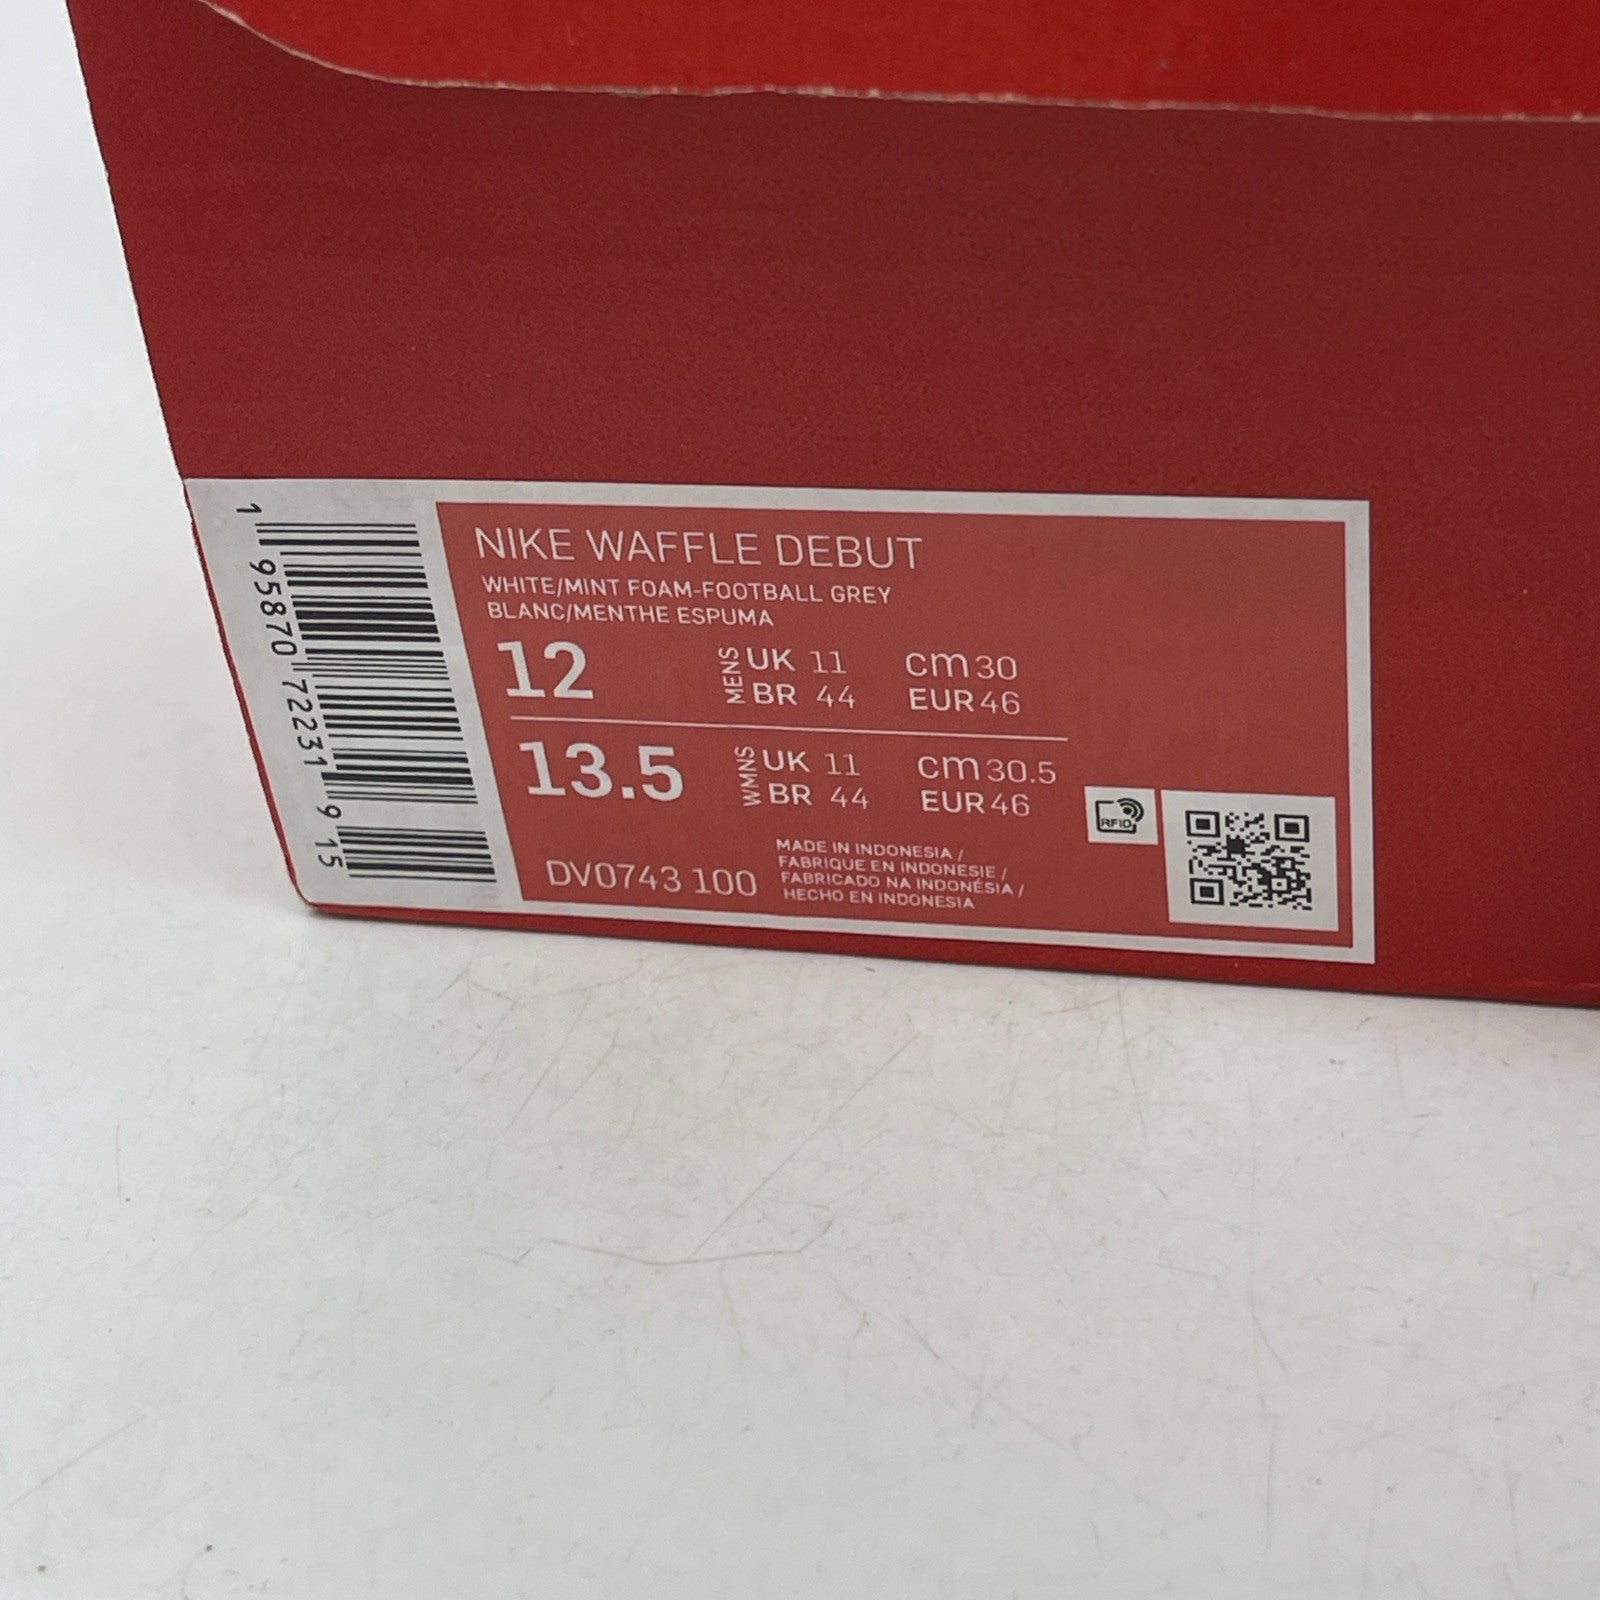 NIKE WAFFLE DEBUT
WHITE/MINT FOAM-FOOTBALL GREY
BLANC/MENTHE ESPUMA
12 MENS UK 11 cm 30
BR 44 EUR 46
13.5 WMNS UK 11 cm 30.5
BR 44 EUR 46
DV0743 100
MADE IN INDONESIA /
FABRIQUE EN INDONESIE /
FABRICADO NA INDONÉSIA /
HECHO EN INDONESIA
RFID
1 95870 72231 9 15